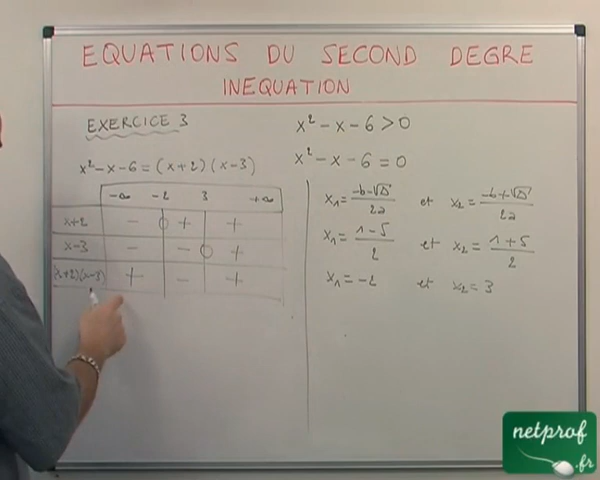 EQUATIONS DU SECOND DEGRE
INEQUATION
EXERCICE 3
x² - x - 6 = (x+2)(x-3)
-∞ -2 3 +∞
x+2 - 0 + +
x-3 - - 0 +
(x+2)(x-3) + - +
x² - x - 6 > 0
x² - x - 6 = 0
x₁ = (-b-√Δ)/2a et x₂ = (-b+√Δ)/2a
x₁ = (1-5)/2 et x₂ = (1+5)/2
x₁ = -2 et x₂ = 3
netprof
.fr